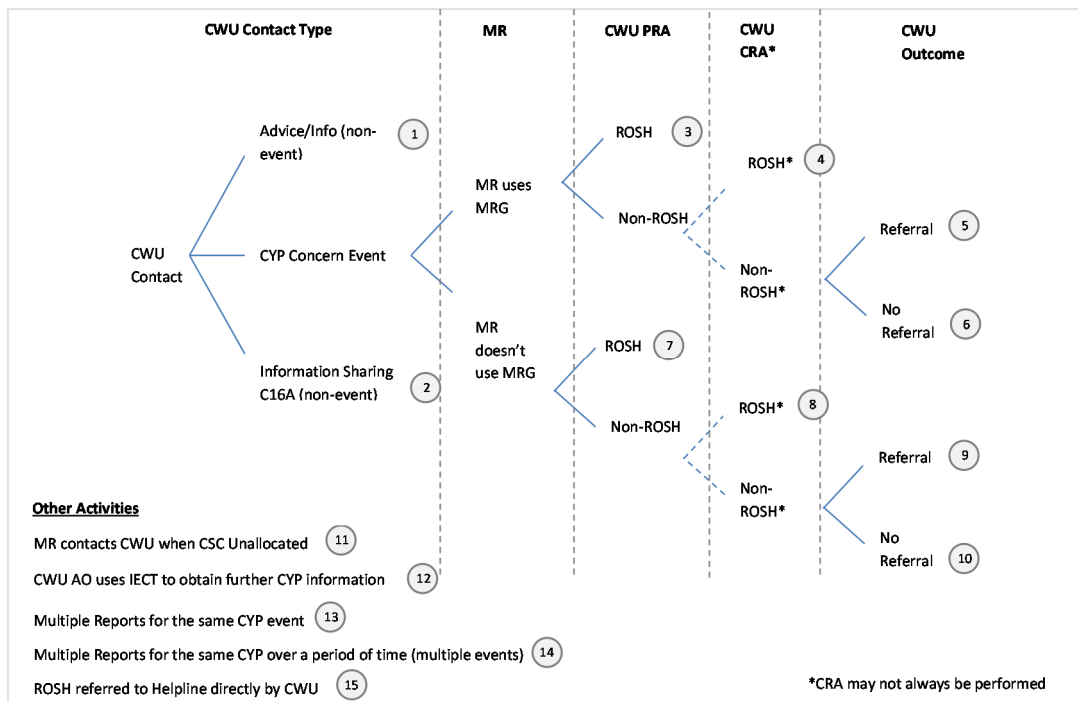 CWU Contact Type
MR
CWU PRA
CWU
CRA*
CWU
Outcome
Advice/Info (non-
event)
1
ROSH
3
ROSH*
4
MR uses
MRG
Non-ROSH
Referral
5
CWU
Contact
CYP Concern Event
Non-
ROSH*
No
Referral
6
MR
doesn't
use MRG
ROSH
7
Information Sharing
C16A (non-event)
2
ROSH*
8
Non-ROSH
Referral
9
Non-
ROSH*
No
Referral
10
Other Activities
MR contacts CWU when CSC Unallocated
11
CWU AO uses IECT to obtain further CYP information
12
Multiple Reports for the same CYP event
13
Multiple Reports for the same CYP over a period of time (multiple events)
14
ROSH referred to Helpline directly by CWU
15
*CRA may not always be performed